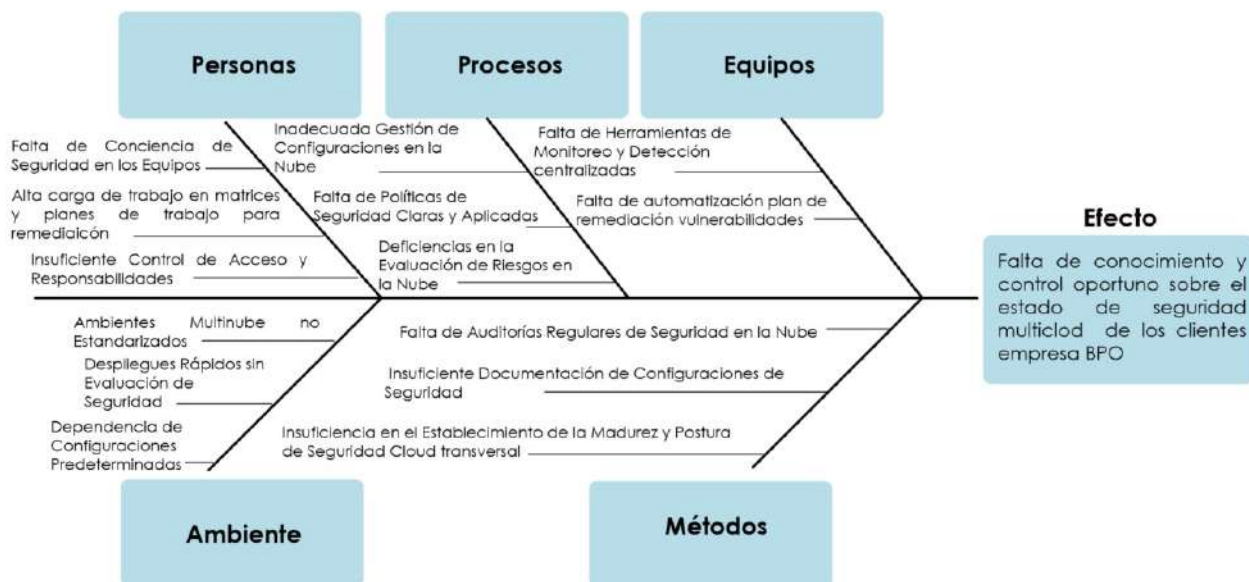 Personas
Procesos
Equipos
Falta de Conciencia de
Seguridad en los Equipos
Alta carga de trabajo en matrices
y planes de trabajo para
remediaicón
Insuficiente Control de Acceso y
Responsabilidades
Inadecuada Gestión de
Configuraciones en la
Nube
Falta de Políticas de
Seguridad Claras y Aplicadas
Deficiencias en la
Evaluación de Riesgos en
la Nube
Falta de Herramientas de
Monitoreo y Detección
centralizadas
Falta de automatización plan de
remediación vulnerabilidades
Efecto
Falta de conocimiento y
control oportuno sobre el
estado de seguridad
multiclod de los clientes
empresa BPO
Ambientes Multinube no
Estandarizados
Despliegues Rápidos sin
Evaluación de
Seguridad
Dependencia de
Configuraciones
Predeterminadas
Falta de Auditorías Regulares de Seguridad en la Nube
Insuficiente Documentación de Configuraciones de
Seguridad
Insuficiencia en el Establecimiento de la Madurez y Postura
de Seguridad Cloud transversal
Ambiente
Métodos